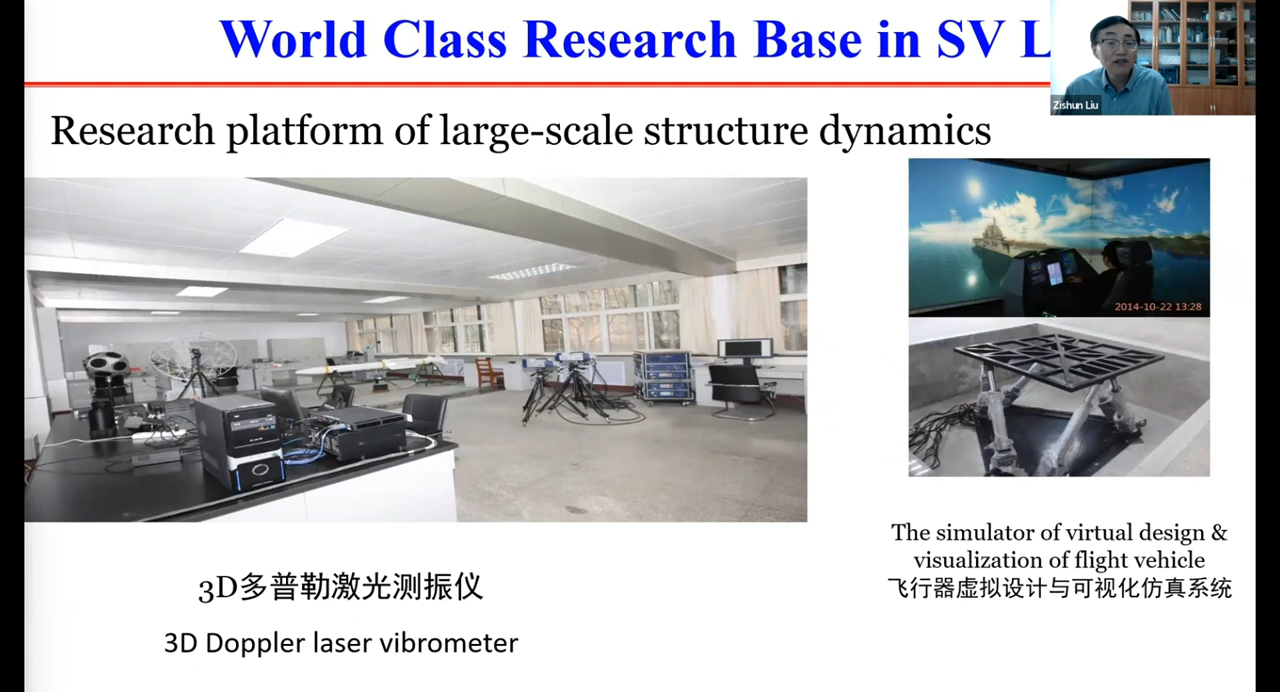 World Class Research Base in SV L
Zishun Liu
Research platform of large-scale structure dynamics
2014-10-22 13:28
The simulator of virtual design &
visualization of flight vehicle
飞行器虚拟设计与可视化仿真系统
3D多普勒激光测振仪
3D Doppler laser vibrometer